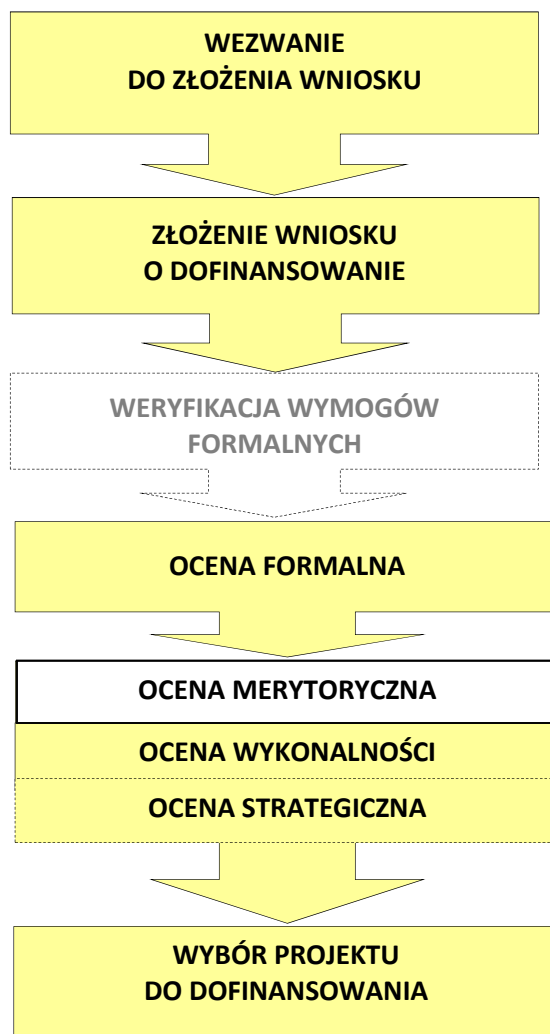 WEZWANIE
DO ZŁOŻENIA WNIOSKU
ZŁOŻENIE WNIOSKU
O DOFINANSOWANIE
WERYFIKACJA WYMOGÓW
FORMALNYCH
OCENA FORMALNA
OCENA MERYTORYCZNA
OCENA WYKONALNOŚCI
OCENA STRATEGICZNA
WYBÓR PROJEKTU
DO DOFINANSOWANIA